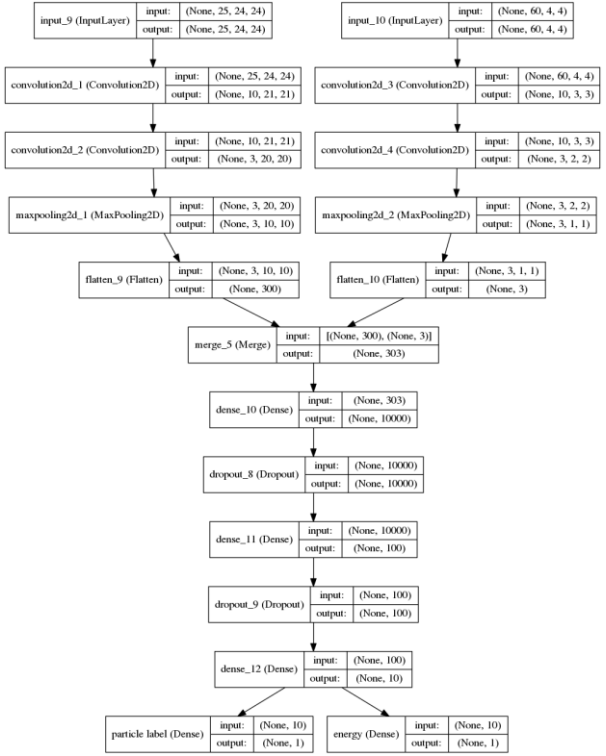 input_9 (InputLayer) input: (None, 25, 24, 24)
output: (None, 25, 24, 24)
input_10 (InputLayer) input: (None, 60, 4, 4)
output: (None, 60, 4, 4)
convolution2d_1 (Convolution2D) input: (None, 25, 24, 24)
output: (None, 10, 21, 21)
convolution2d_3 (Convolution2D) input: (None, 60, 4, 4)
output: (None, 10, 3, 3)
convolution2d_2 (Convolution2D) input: (None, 10, 21, 21)
output: (None, 3, 20, 20)
convolution2d_4 (Convolution2D) input: (None, 10, 3, 3)
output: (None, 3, 2, 2)
maxpooling2d_1 (MaxPooling2D) input: (None, 3, 20, 20)
output: (None, 3, 10, 10)
maxpooling2d_2 (MaxPooling2D) input: (None, 3, 2, 2)
output: (None, 3, 1, 1)
flatten_9 (Flatten) input: (None, 3, 10, 10)
output: (None, 300)
flatten_10 (Flatten) input: (None, 3, 1, 1)
output: (None, 3)
merge_5 (Merge) input: [(None, 300), (None, 3)]
output: (None, 303)
dense_10 (Dense) input: (None, 303)
output: (None, 10000)
dropout_8 (Dropout) input: (None, 10000)
output: (None, 10000)
dense_11 (Dense) input: (None, 10000)
output: (None, 100)
dropout_9 (Dropout) input: (None, 100)
output: (None, 100)
dense_12 (Dense) input: (None, 100)
output: (None, 10)
particle label (Dense) input: (None, 10)
output: (None, 1)
energy (Dense) input: (None, 10)
output: (None, 1)